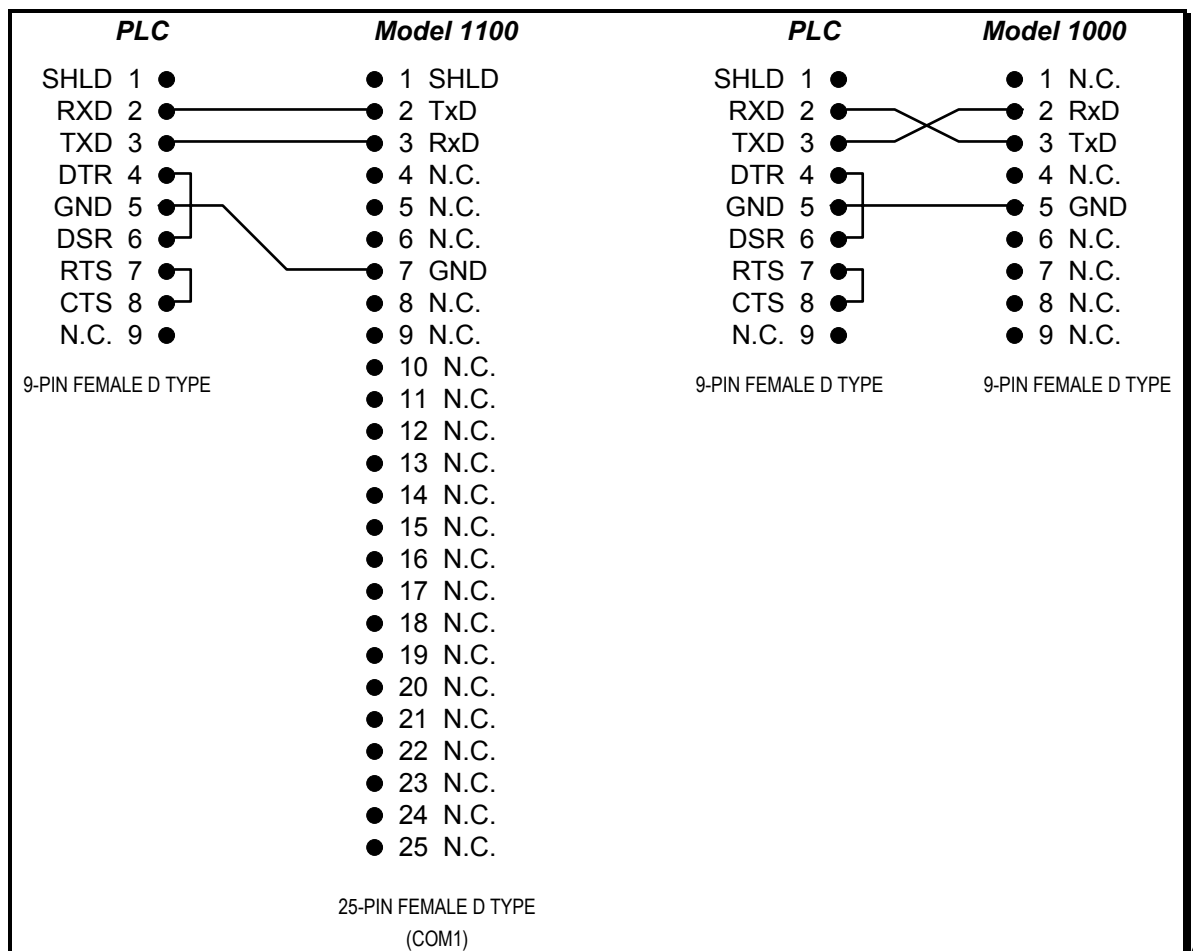 PLC Model 1100 PLC Model 1000
SHLD 1 1 SHLD SHLD 1 1 N.C.
RXD 2 2 TxD RXD 2 2 RxD
TXD 3 3 RxD TXD 3 3 TxD
DTR 4 4 N.C. DTR 4 4 N.C.
GND 5 5 N.C. GND 5 5 GND
DSR 6 6 N.C. DSR 6 6 N.C.
RTS 7 7 GND RTS 7 7 N.C.
CTS 8 8 N.C. CTS 8 8 N.C.
N.C. 9 9 N.C. N.C. 9 9 N.C.
10 N.C.
9-PIN FEMALE D TYPE 9-PIN FEMALE D TYPE 9-PIN FEMALE D TYPE
11 N.C.
12 N.C.
13 N.C.
14 N.C.
15 N.C.
16 N.C.
17 N.C.
18 N.C.
19 N.C.
20 N.C.
21 N.C.
22 N.C.
23 N.C.
24 N.C.
25 N.C.
25-PIN FEMALE D TYPE
(COM1)